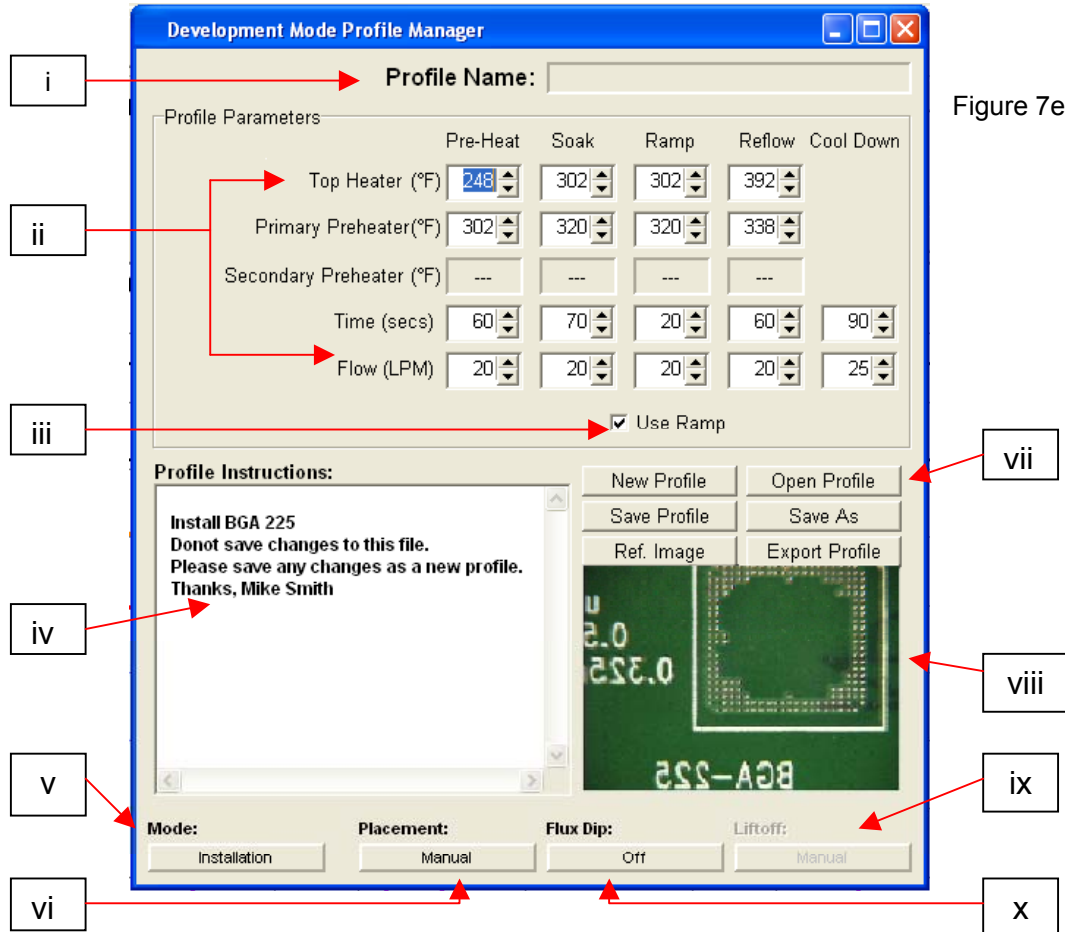 Development Mode Profile Manager
i
Profile Name:
Figure 7e
Profile Parameters
Pre-Heat Soak Ramp Reflow Cool Down
Top Heater (°F) 248 302 302 392
ii
Primary Preheater(°F) 302 320 320 338
Secondary Preheater (°F) --- --- --- ---
Time (secs) 60 70 20 60 90
Flow (LPM) 20 20 20 20 25
iii
Use Ramp
vii
Profile Instructions:
New Profile Open Profile
Save Profile Save As
Ref. Image Export Profile
Install BGA 225
Donot save changes to this file.
Please save any changes as a new profile.
Thanks, Mike Smith
iv
u
0.5
0.325
viii
BGA-225
v
ix
Mode: Placement: Flux Dip: Liftoff:
Installation Manual Off Manual
vi
x